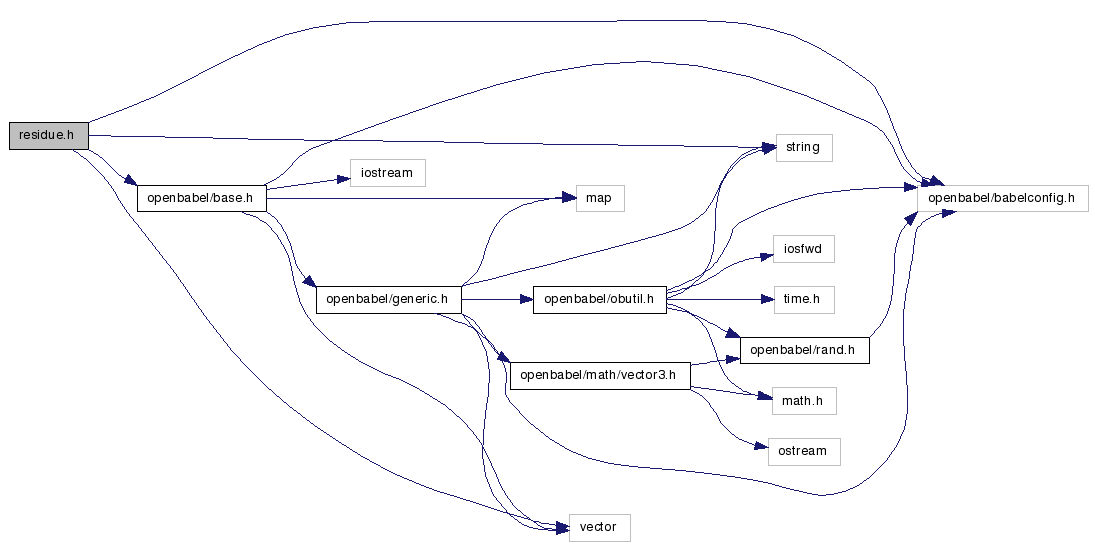 residue.h
string
iostream
openbabel/base.h
map
openbabel/babelconfig.h
iosfwd
openbabel/generic.h
openbabel/obutil.h
time.h
openbabel/rand.h
openbabel/math/vector3.h
math.h
ostream
vector